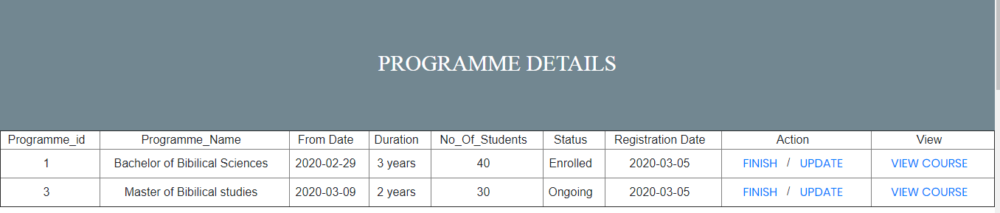 PROGRAMME DETAILS
Programme_id Programme_Name From Date Duration No_Of_Students Status Registration Date Action View
1 Bachelor of Bibilical Sciences 2020-02-29 3 years 40 Enrolled 2020-03-05 FINISH / UPDATE VIEW COURSE
3 Master of Bibilical studies 2020-03-09 2 years 30 Ongoing 2020-03-05 FINISH / UPDATE VIEW COURSE